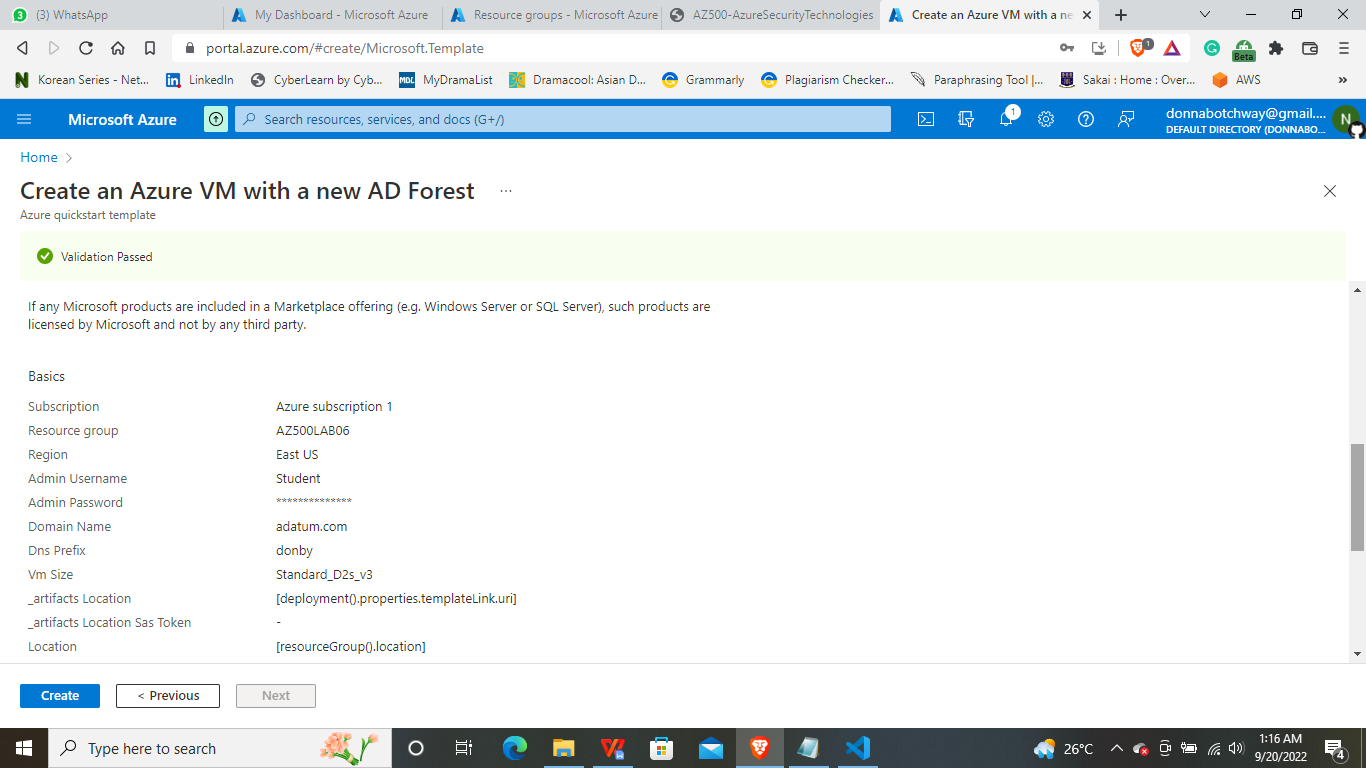 3 (3) WhatsApp
My Dashboard - Microsoft Azure
Resource groups - Microsoft Azure
AZ500-AzureSecurityTechnologies
Create an Azure VM with a ne
portal.azure.com/#create/Microsoft.Template
1
Beta
Korean Series - Net...
LinkedIn
CyberLearn by Cyb...
MDL MyDramaList
Dramacool: Asian D...
Grammarly
Plagiarism Checker...
Paraphrasing Tool |...
Sakai : Home : Over...
AWS
»
Microsoft Azure
Search resources, services, and docs (G+/)
1
donnabotchway@gmail....
DEFAULT DIRECTORY (DONNABO...
N
Home >
Create an Azure VM with a new AD Forest ...
Azure quickstart template
Validation Passed
If any Microsoft products are included in a Marketplace offering (e.g. Windows Server or SQL Server), such products are
licensed by Microsoft and not by any third party.
Basics
Subscription Azure subscription 1
Resource group AZ500LAB06
Region East US
Admin Username Student
Admin Password **************
Domain Name adatum.com
Dns Prefix donby
Vm Size Standard_D2s_v3
_artifacts Location [deployment().properties.templateLink.uri]
_artifacts Location Sas Token -
Location [resourceGroup().location]
Create
< Previous
Next
Type here to search
26°C
1:16 AM
9/20/2022
4